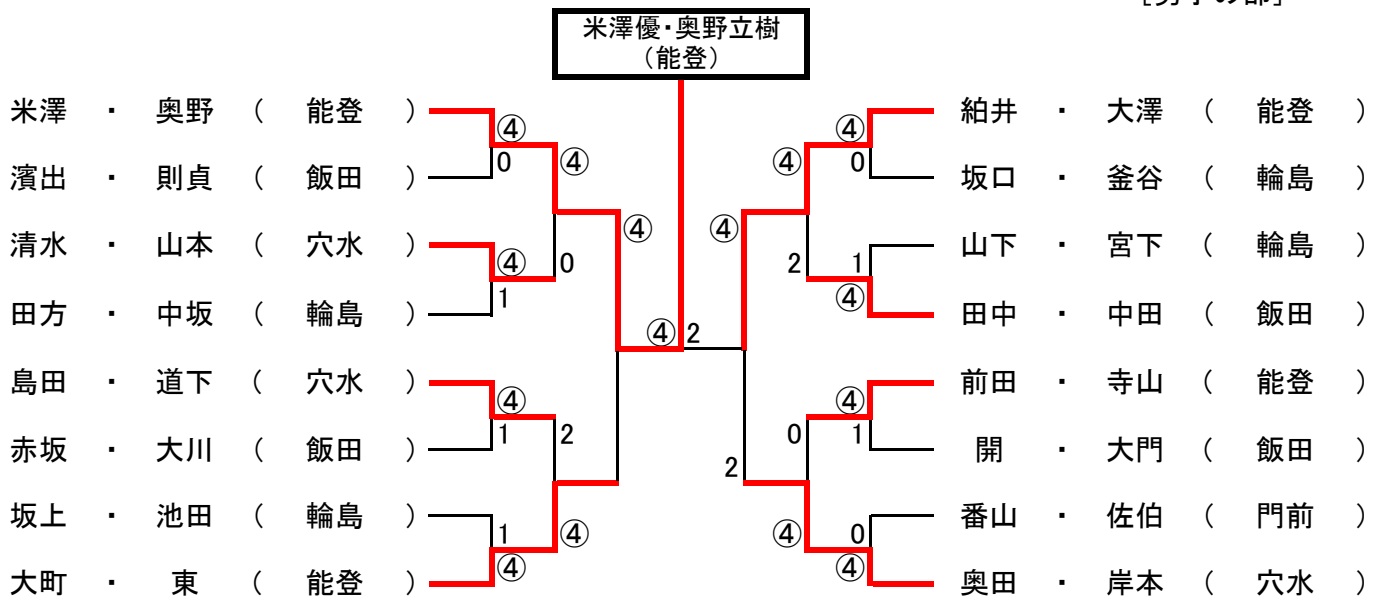 [男子の部]
米澤優・奥野立樹
(能登)
米澤 ・ 奥野 ( 能登 )
濱出 ・ 則貞 ( 飯田 )
清水 ・ 山本 ( 穴水 )
田方 ・ 中坂 ( 輪島 )
島田 ・ 道下 ( 穴水 )
赤坂 ・ 大川 ( 飯田 )
坂上 ・ 池田 ( 輪島 )
大町 ・ 東 ( 能登 )
④
0
④
1
④
1
1
④
④
0
2
④
④
④ 2
④
2
④
2
0
④
④
0
1
④
④
1
0
④
絈井 ・ 大澤 ( 能登 )
坂口 ・ 釜谷 ( 輪島 )
山下 ・ 宮下 ( 輪島 )
田中 ・ 中田 ( 飯田 )
前田 ・ 寺山 ( 能登 )
開 ・ 大門 ( 飯田 )
番山 ・ 佐伯 ( 門前 )
奥田 ・ 岸本 ( 穴水 )